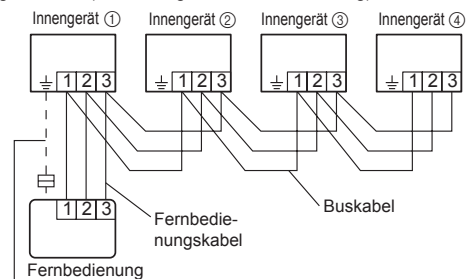 Innengerät ① Innengerät ② Innengerät ③ Innengerät ④
1 2 3 1 2 3 1 2 3 1 2 3
Buskabel
1 2 3
Fernbedie-
nungskabel
Fernbedienung